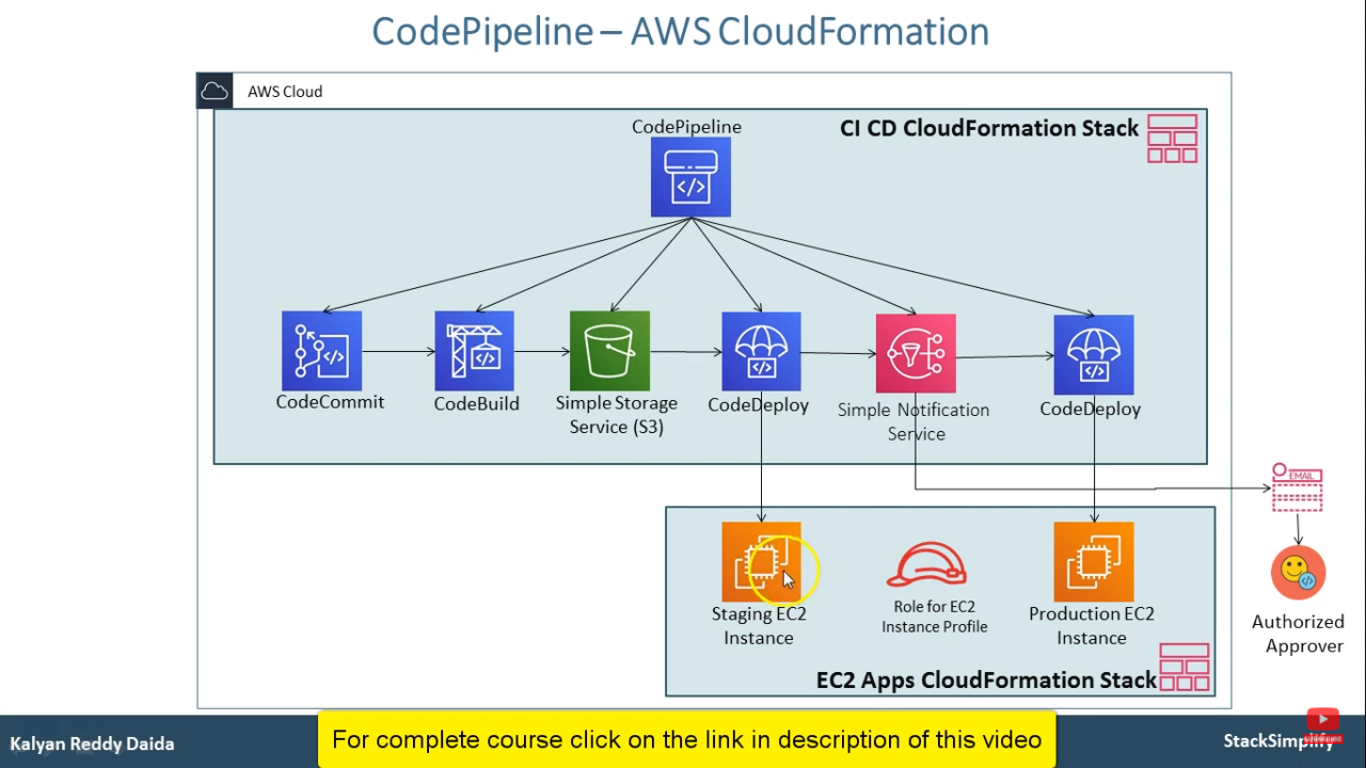 CodePipeline – AWS CloudFormation
AWS Cloud
CodePipeline
CI CD CloudFormation Stack
CodeCommit
CodeBuild
Simple Storage
Service (S3)
CodeDeploy
Simple Notification
Service
CodeDeploy
EMAIL
Staging EC2
Instance
Role for EC2
Instance Profile
Production EC2
Instance
Authorized
Approver
EC2 Apps CloudFormation Stack
Kalyan Reddy Daida
For complete course click on the link in description of this video
StackSimplify